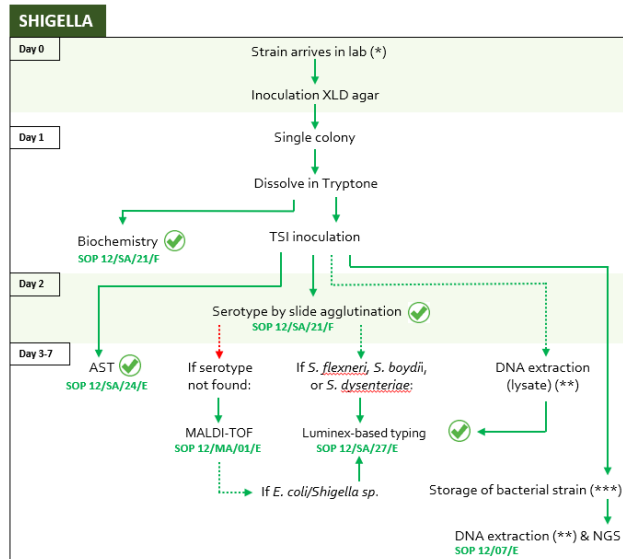 SHIGELLA
Day 0
Strain arrives in lab (*)
Inoculation XLD agar
Day 1
Single colony
Dissolve in Tryptone
Biochemistry
SOP 12/SA/21/F
TSI inoculation
Day 2
Serotype by slide agglutination
SOP 12/SA/21/F
Day 3-7
AST
SOP 12/SA/24/E
If serotype
not found:
If S. flexneri, S. boydii,
or S. dysenteriae:
DNA extraction
(lysate) (**)
MALDI-TOF
SOP 12/MA/01/E
Luminex-based typing
SOP 12/SA/27/E
If E. coli/Shigella sp.
Storage of bacterial strain (***)
DNA extraction (**) & NGS
SOP 12/07/E